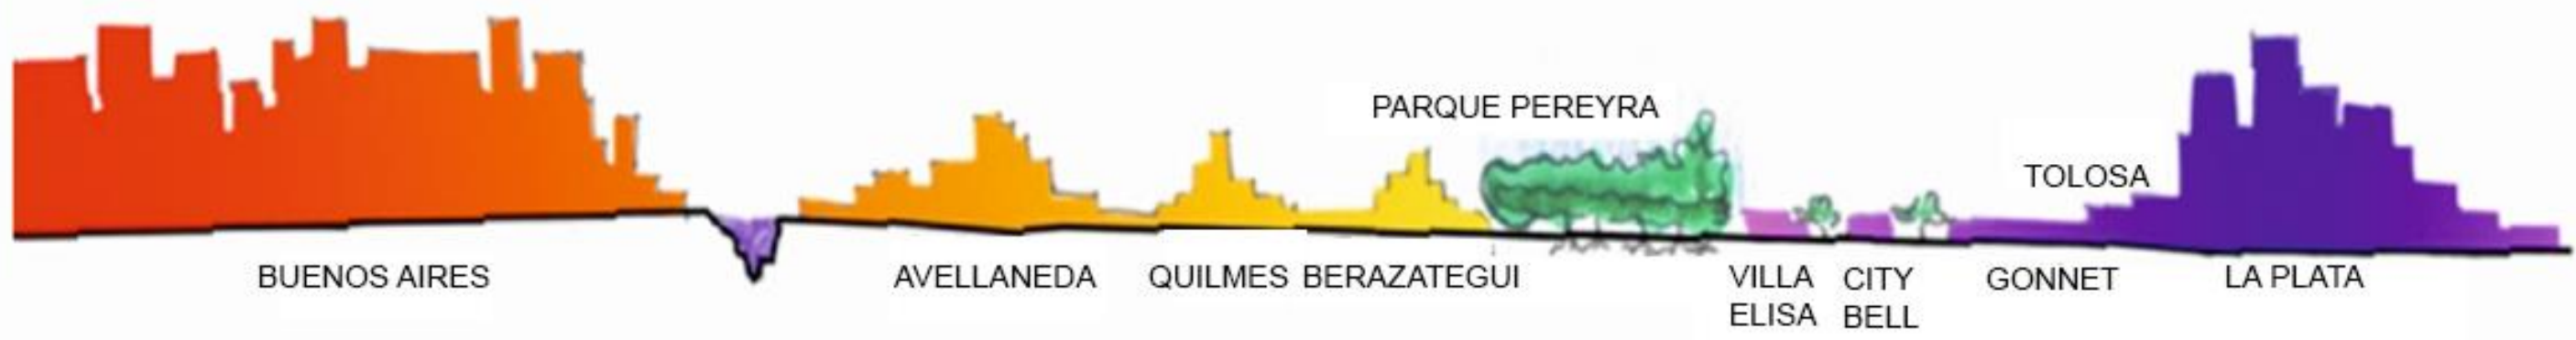 PARQUE PEREYRA
TOLOSA
BUENOS AIRES
AVELLANEDA
QUILMES
BERAZATEGUI
VILLA
ELISA
CITY
BELL
GONNET
LA PLATA